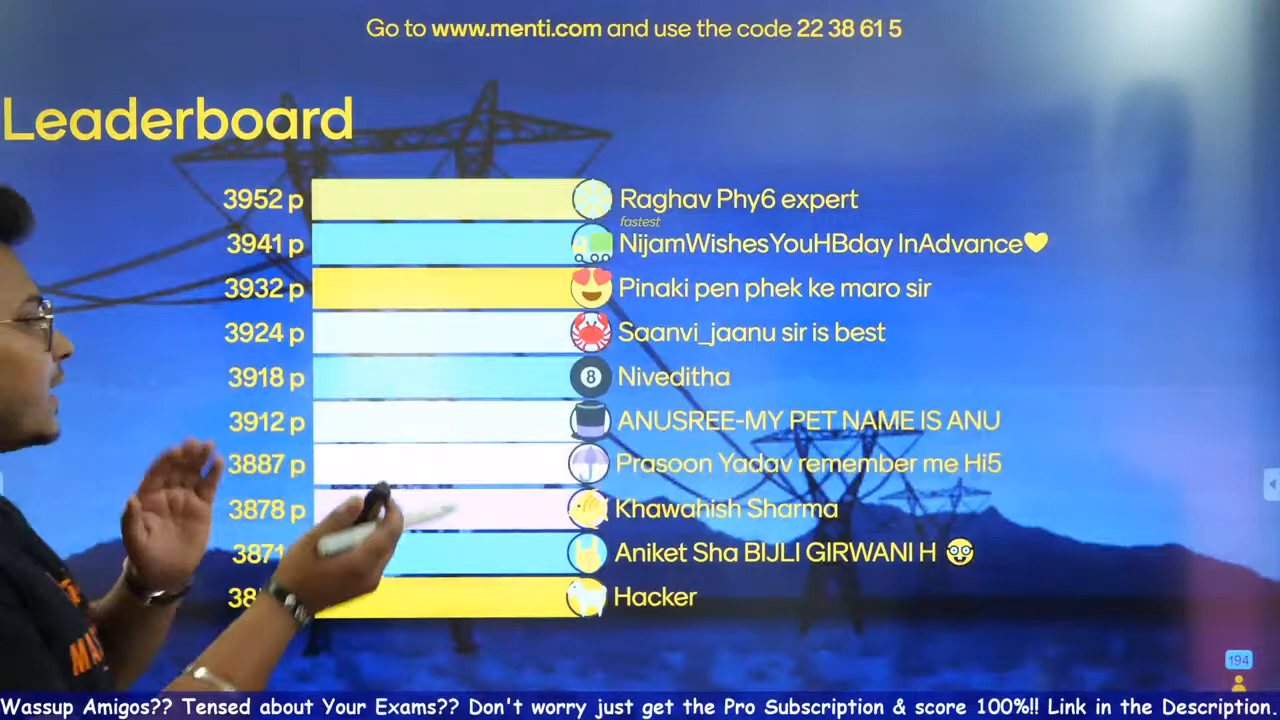 Go to www.menti.com and use the code 22 38 61 5
Leaderboard
3952 p Raghav Phy6 expert
fastest
3941 p NijamWishesYouHBday InAdvance💛
3932 p Pinaki pen phek ke maro sir
3924 p Saanvi_jaanu sir is best
3918 p 8 Niveditha
3912 p ANUSREE-MY PET NAME IS ANU
3887 p Prasoon Yadav remember me Hi5
3878 p Khawahish Sharma
3871 Aniket Sha BIJLI GIRWANI H 🤓
Hacker
194
Wassup Amigos?? Tensed about Your Exams?? Don't worry just get the Pro Subscription & score 100%!! Link in the Description.